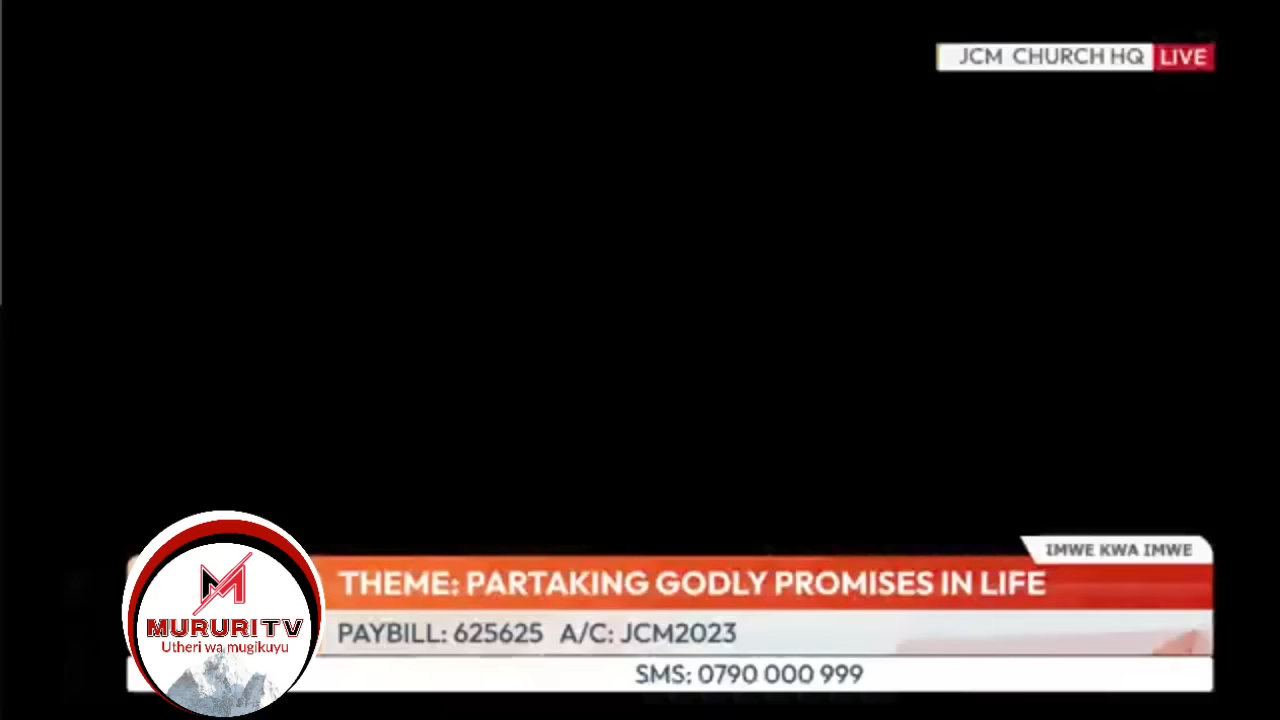 JCM CHURCH HQ LIVE
IMWE KWA IMWE
THEME: PARTAKING GODLY PROMISES IN LIFE
PAYBILL: 625625 A/C: JCM2023
SMS: 0790 000 999
MURURI TV
Utheri wa mugikuyu